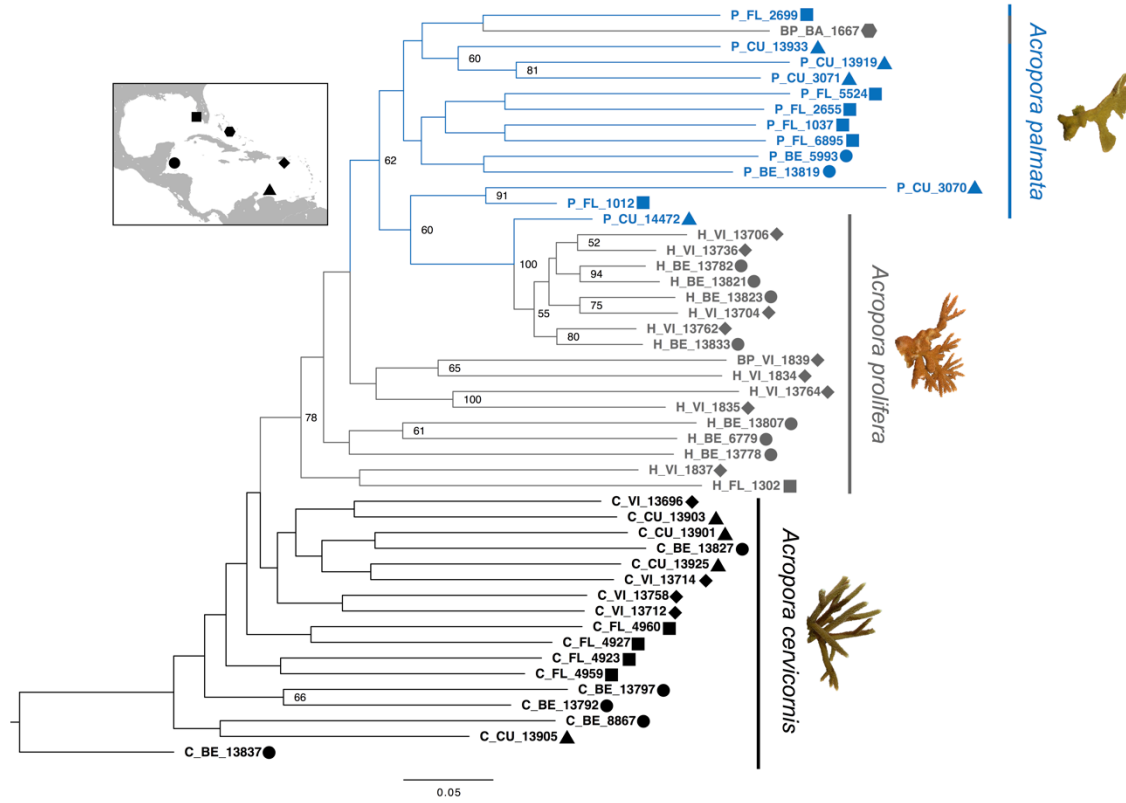 P_FL_2699
BP_BA_1667
P_CU_13933
60
P_CU_13919
81
P_CU_3071
P_FL_5524
P_FL_2655
P_FL_1037
P_FL_6895
62
P_BE_5993
P_BE_13819
P_CU_3070
91
P_FL_1012
P_CU_14472
60
H_VI_13706
52
H_VI_13736
100
H_BE_13782
94
H_BE_13821
H_BE_13823
75
55
H_VI_13704
H_VI_13762
80
H_BE_13833
BP_VI_1839
65
H_VI_1834
H_VI_13764
100
H_VI_1835
78
H_BE_13807
61
H_BE_6779
H_BE_13778
H_VI_1837
H_FL_1302
C_VI_13696
C_CU_13903
C_CU_13901
C_BE_13827
C_CU_13925
C_VI_13714
C_VI_13758
C_VI_13712
C_FL_4960
C_FL_4927
C_FL_4923
C_FL_4959
C_BE_13797
66
C_BE_13792
C_BE_8867
C_CU_13905
C_BE_13837
0.05
Acropora palmata
Acropora prolifera
Acropora cervicornis